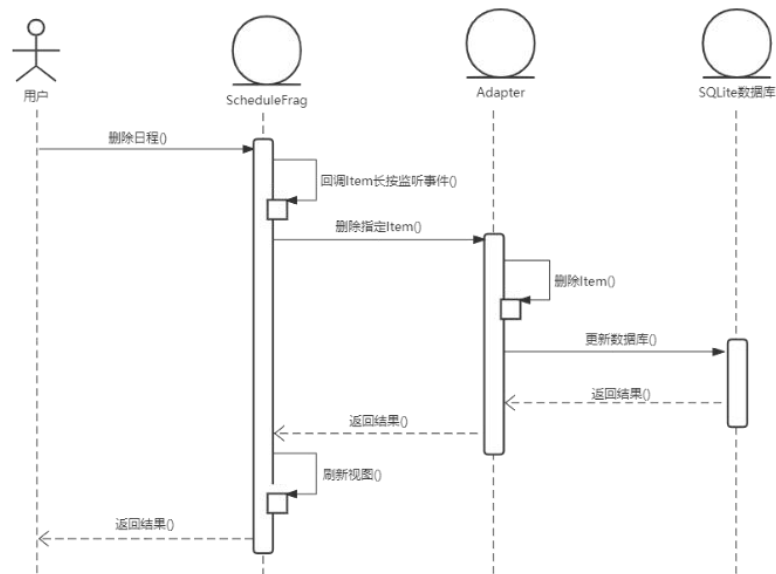 用户
ScheduleFrag
Adapter
SQLite数据库
删除日程()
回调Item长按监听事件()
删除指定Item()
删除Item()
更新数据库()
返回结果()
返回结果()
刷新视图()
返回结果()